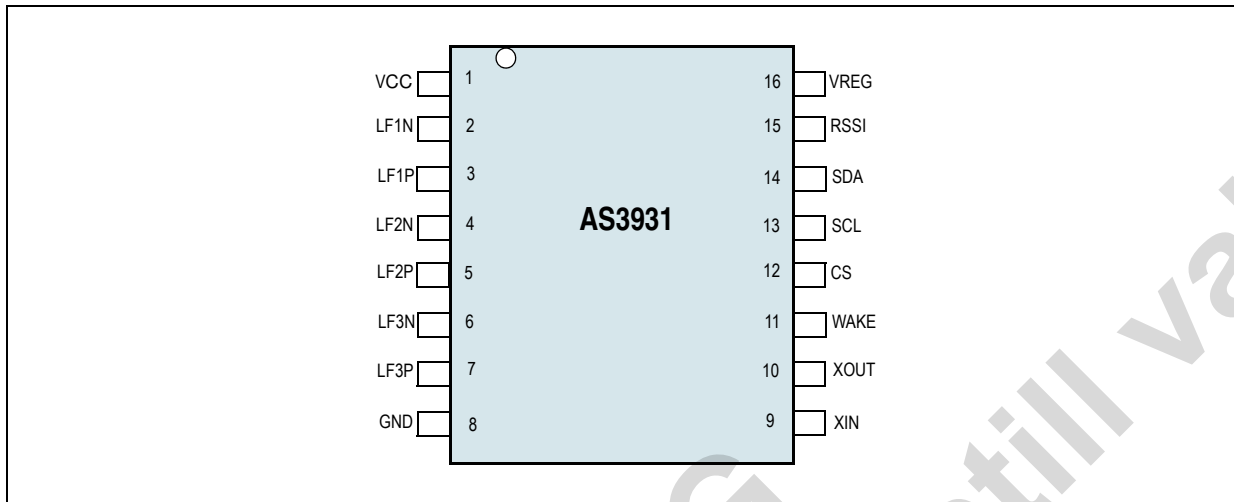 VCC 1 16 VREG
LF1N 2 15 RSSI
LF1P 3 14 SDA
LF2N 4 AS3931 13 SCL
LF2P 5 12 CS
LF3N 6 11 WAKE
LF3P 7 10 XOUT
GND 8 9 XIN
G
still